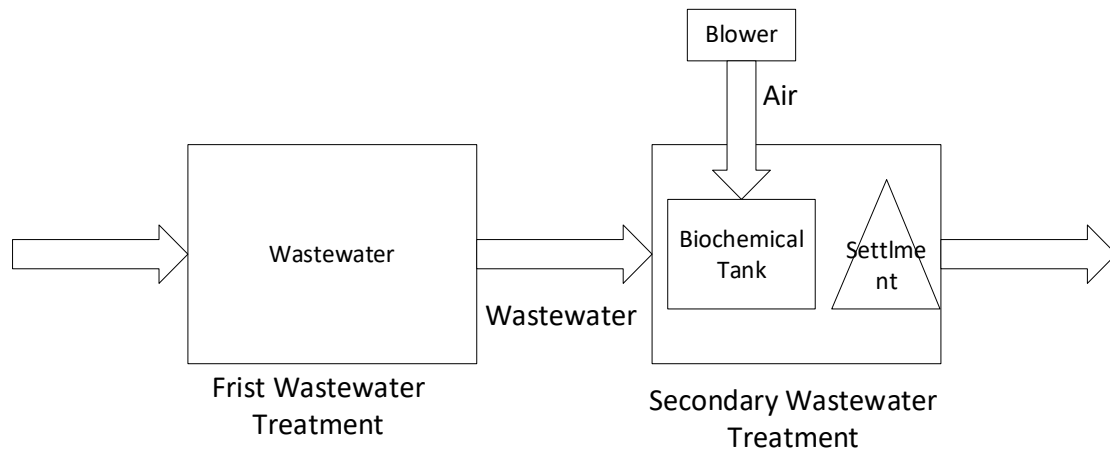 Blower
Air
Wastewater
Wastewater
Biochemical
Tank
Settlme
nt
Frist Wastewater
Treatment
Secondary Wastewater
Treatment